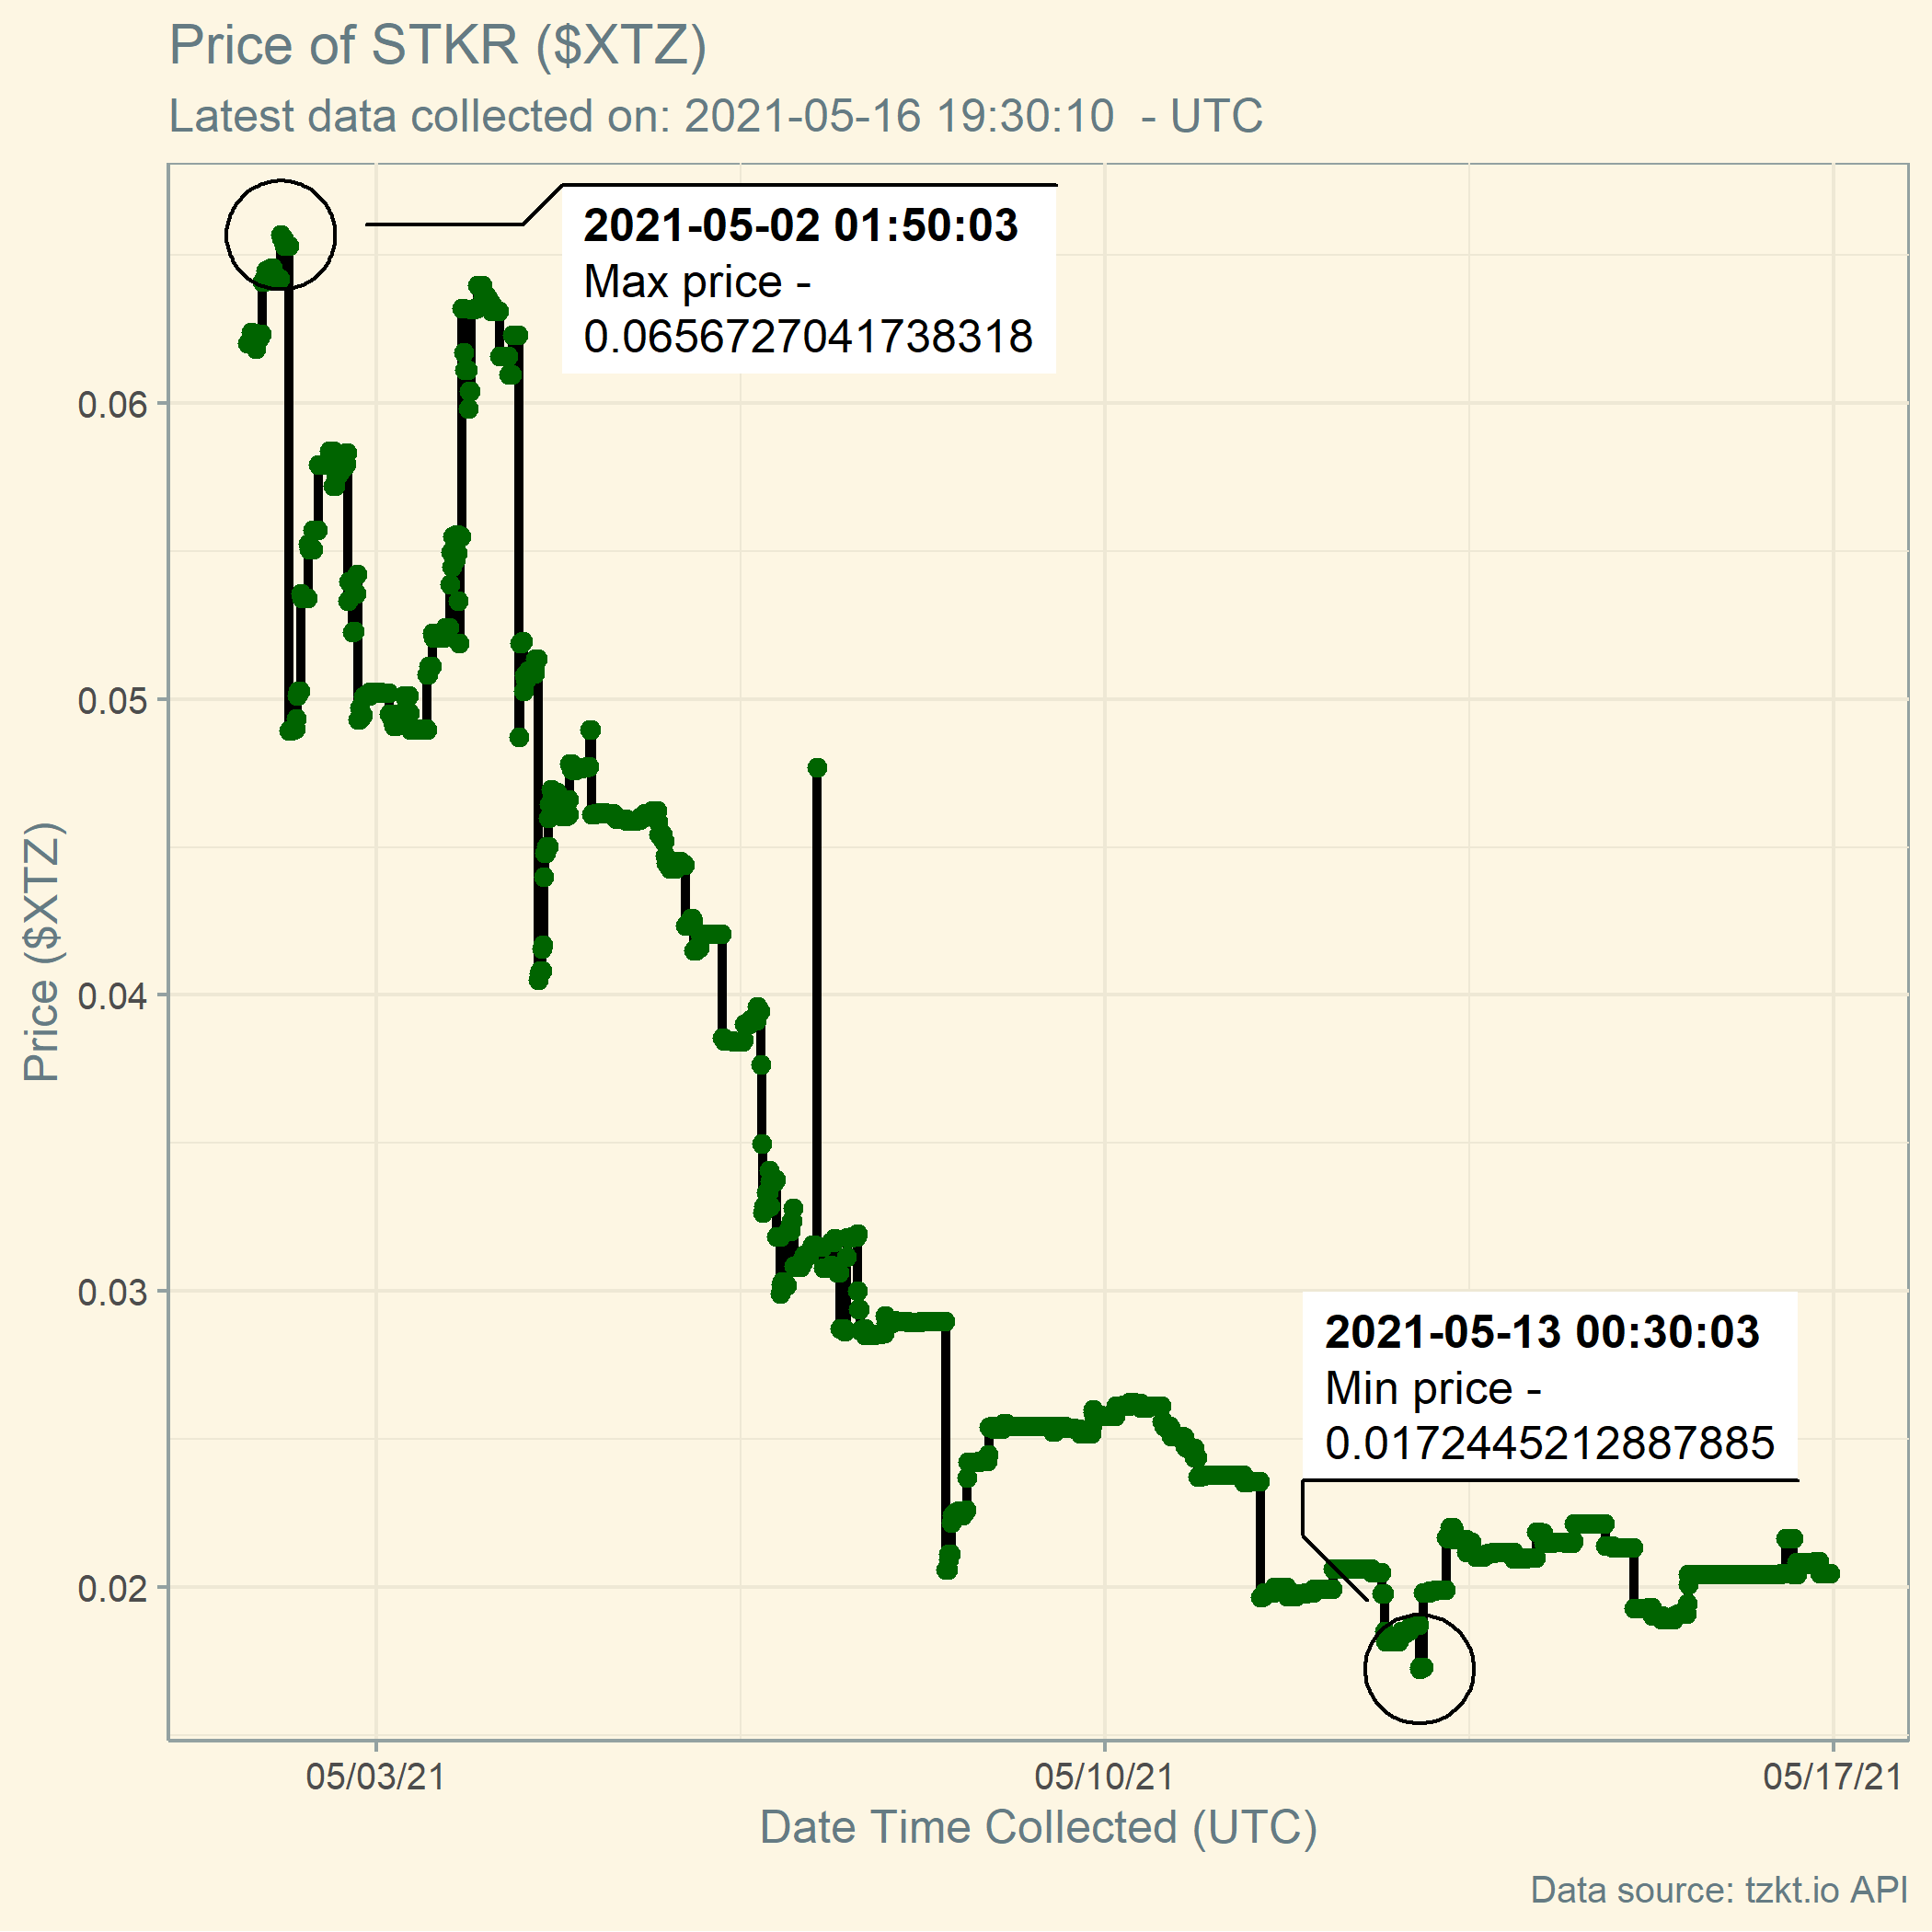 Price of STKR ($XTZ)
Latest data collected on: 2021-05-16 19:30:10  - UTC
2021-05-02 01:50:03
Max price -
0.0656727041738318
0.06
0.05
0.04
0.03
0.02
Price ($XTZ)
2021-05-13 00:30:03
Min price -
0.0172445212887885
05/03/21
05/10/21
05/17/21
Date Time Collected (UTC)
Data source: tzkt.io API